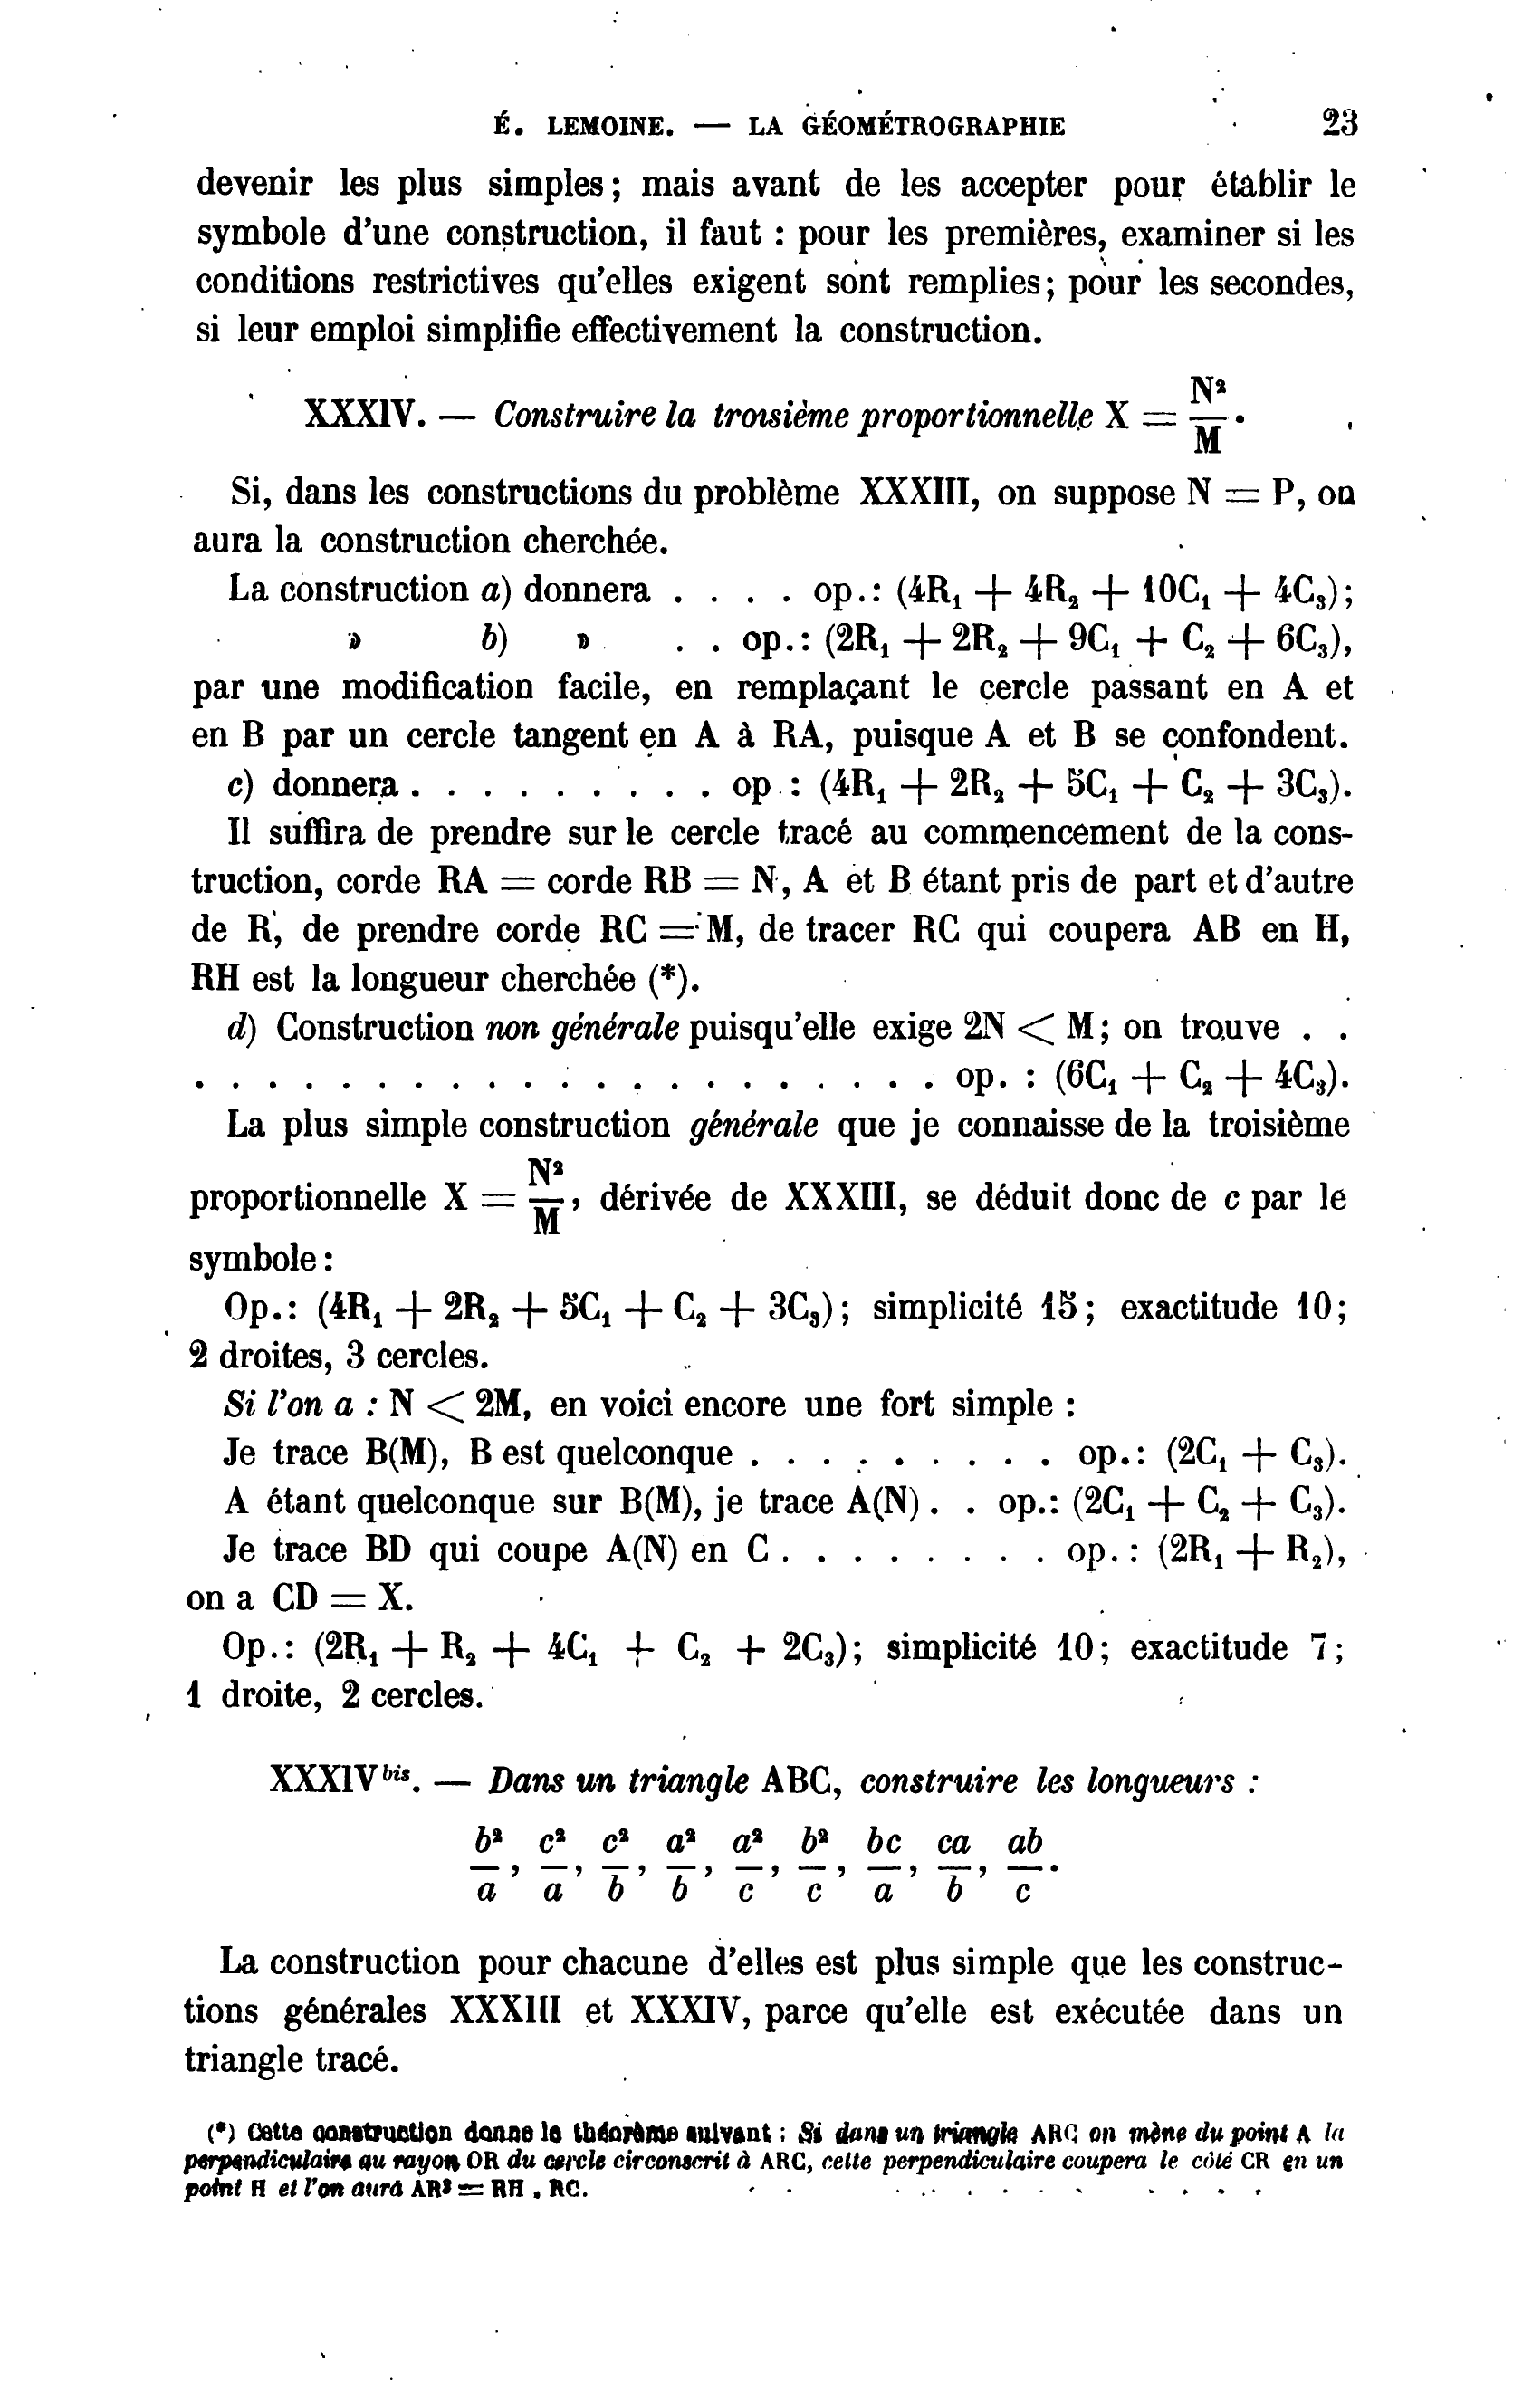 É. LEMOINE. — LA GÉOMÉTROGRAPHIE 23
devenir les plus simples; mais avant de les accepter pour établir le
symbole d'une construction, il faut : pour les premières, examiner si les
conditions restrictives qu'elles exigent sont remplies; pour les secondes,
si leur emploi simplifie effectivement la construction.
XXXIV. — Construire la troisième proportionnelle X = N²/M.
Si, dans les constructions du problème XXXIII, on suppose N = P, on
aura la construction cherchée.
La construction a) donnera . . . . op.: (4R₁ + 4R₂ + 10C₁ + 4C₃);
» b) » . . op.: (2R₁ + 2R₂ + 9C₁ + C₂ + 6C₃),
par une modification facile, en remplaçant le cercle passant en A et
en B par un cercle tangent en A à RA, puisque A et B se confondent.
c) donnera . . . . . . . . . op : (4R₁ + 2R₂ + 5C₁ + C₂ + 3C₃).
Il suffira de prendre sur le cercle tracé au commencement de la cons-
truction, corde RA = corde RB = N, A et B étant pris de part et d'autre
de R, de prendre corde RC = M, de tracer RC qui coupera AB en H,
RH est la longueur cherchée (*).
d) Construction non générale puisqu'elle exige 2N < M; on trouve . .
. . . . . . . . . . . . . . . . . . . . . op. : (6C₁ + C₂ + 4C₃).
La plus simple construction générale que je connaisse de la troisième
proportionnelle X = N²/M, dérivée de XXXIII, se déduit donc de c par le
symbole :
Op.: (4R₁ + 2R₂ + 5C₁ + C₂ + 3C₃); simplicité 15; exactitude 10;
2 droites, 3 cercles.
Si l'on a : N < 2M, en voici encore une fort simple :
Je trace B(M), B est quelconque . . . . . . . . . op.: (2C₁ + C₃).
A étant quelconque sur B(M), je trace A(N) . . op.: (2C₁ + C₂ + C₃).
Je trace BD qui coupe A(N) en C . . . . . . . . op. : (2R₁ + R₂),
on a CD = X.
Op.: (2R₁ + R₂ + 4C₁ + C₂ + 2C₃); simplicité 10; exactitude 7;
1 droite, 2 cercles.
XXXIV bis. — Dans un triangle ABC, construire les longueurs :
b²/a, c²/a, c²/b, a²/b, a²/c, b²/c, bc/a, ca/b, ab/c.
La construction pour chacune d'elles est plus simple que les construc-
tions générales XXXIII et XXXIV, parce qu'elle est exécutée dans un
triangle tracé.
(*) Cette construction donne le théorème suivant : Si dans un triangle ARC on mène du point A la
perpendiculaire au rayon OR du cercle circonscrit à ARC, cette perpendiculaire coupera le côté CR en un
point H et l'on aura AR² = RH . RC.